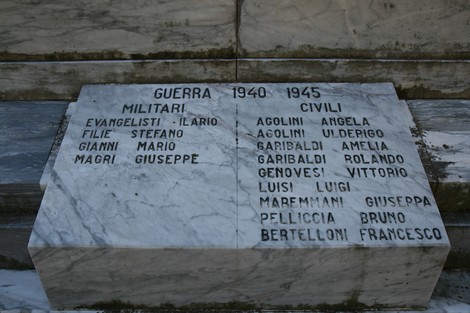 GUERRA 1940 1945
MILITARI
EVANGELISTI ILARIO
FILIE STEFANO
GIANNI MARIO
MAGRI GIUSEPPE
CIVILI
AGOLINI ANGELA
AGOLINI ULDERIGO
GARIBALDI AMELIA
GARIBALDI ROLANDO
GENOVESI VITTORIO
LUISI LUIGI
MAREMMANI GIUSEPPA
PELLICCIA BRUNO
BERTELLONI FRANCESCO